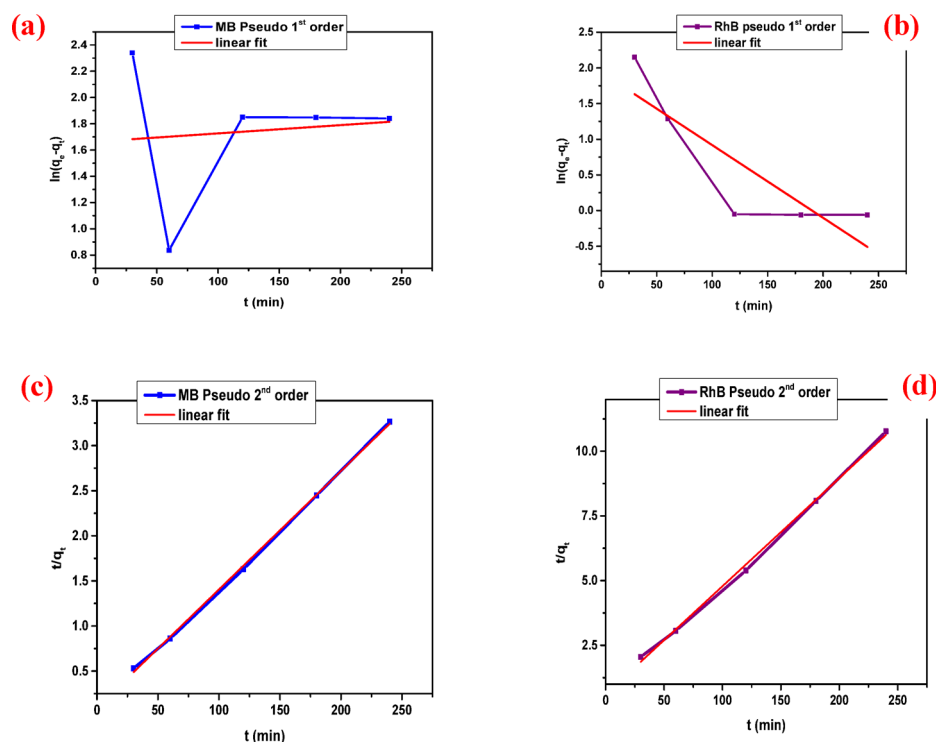 (a)
MB Pseudo 1st order
linear fit
ln(qe-qt)
2.4
2.2
2.0
1.8
1.6
1.4
1.2
1.0
0.8
0 50 100 150 200 250
t (min)
(b)
RhB pseudo 1st order
linear fit
ln(qe-qt)
2.5
2.0
1.5
1.0
0.5
0.0
-0.5
0 50 100 150 200 250
t (min)
(c)
MB Pseudo 2nd order
linear fit
t/qt
3.5
3.0
2.5
2.0
1.5
1.0
0.5
0 50 100 150 200 250
t (min)
(d)
RhB Pseudo 2nd order
linear fit
t/qt
10.0
7.5
5.0
2.5
0 50 100 150 200 250
t (min)